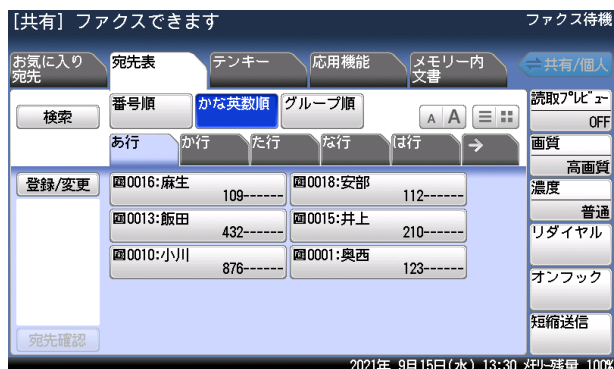 [共有] ファクスできます
ファクス待機
お気に入り
宛先
宛先表
テンキー
応用機能
メモリー内
文書
共有/個人
検索
番号順
かな英数順
グループ順
A A
読取プレビュー
OFF
あ行
か行
た行
な行
は行
→
画質
高画質
登録/変更
0016:麻生
109------
0018:安部
112------
濃度
普通
0013:飯田
432------
0015:井上
210------
リダイヤル
0010:小川
876------
0001:奥西
123------
オンフック
短縮送信
宛先確認
2021年 9月15日(水) 13:30 メモリー残量 100%